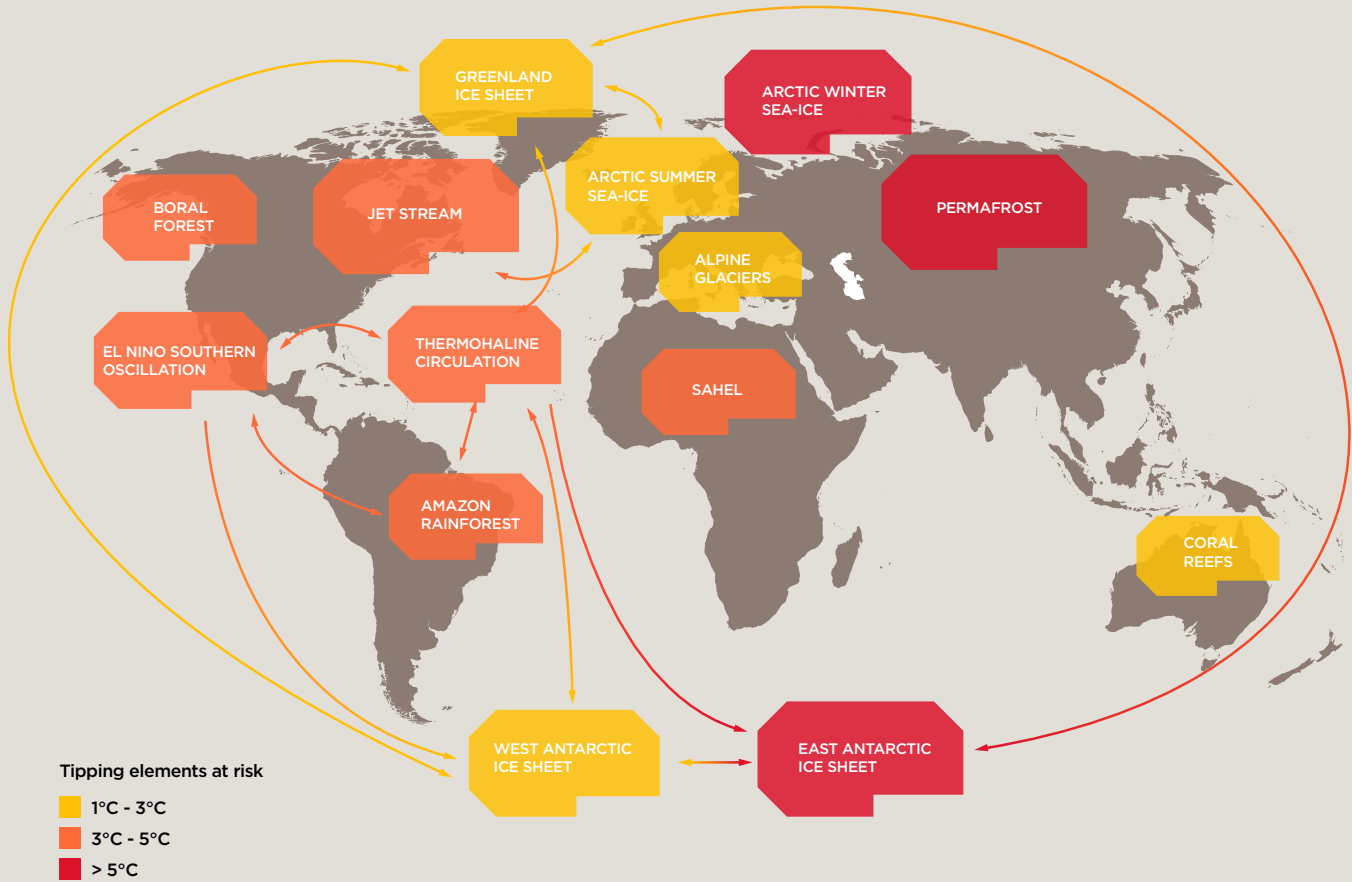 GREENLAND
ICE SHEET
ARCTIC WINTER
SEA-ICE
ARCTIC SUMMER
SEA-ICE
BORAL
FOREST
JET STREAM
PERMAFROST
ALPINE
GLACIERS
EL NINO SOUTHERN
OSCILLATION
THERMOHALINE
CIRCULATION
SAHEL
AMAZON
RAINFOREST
CORAL
REEFS
WEST ANTARCTIC
ICE SHEET
EAST ANTARCTIC
ICE SHEET
Tipping elements at risk
1°C - 3°C
3°C - 5°C
> 5°C